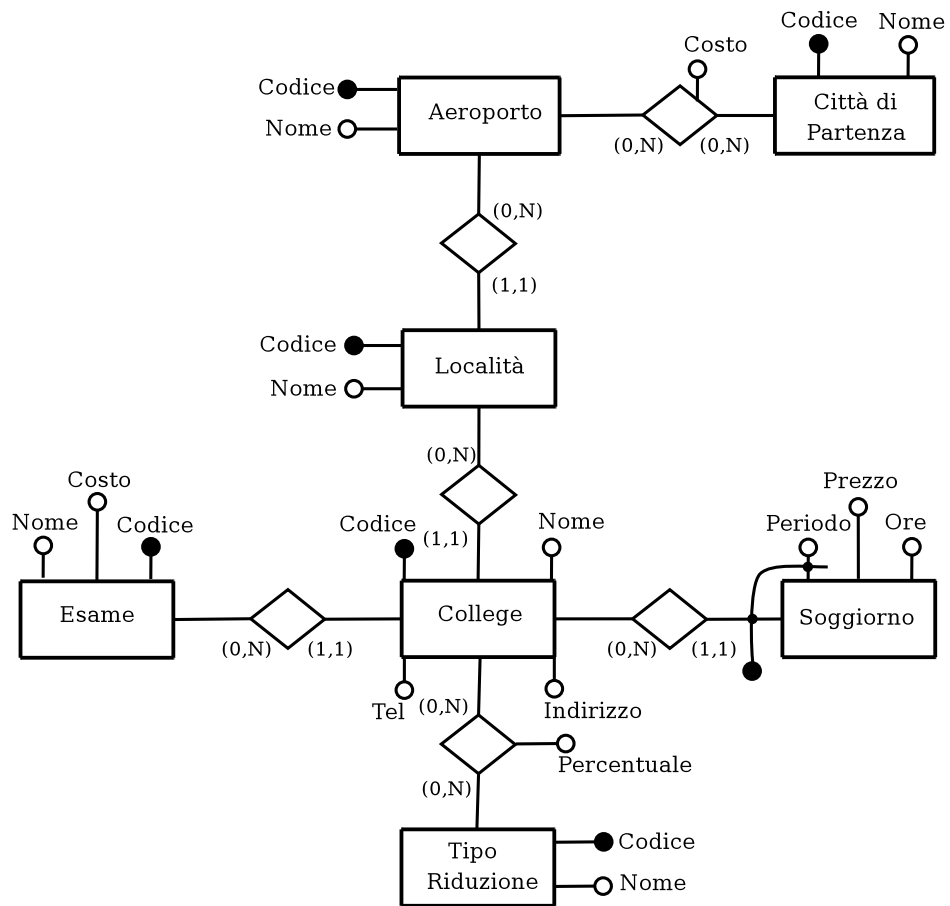 Codice
Nome
Costo
Codice
Aeroporto
Città di
Partenza
Nome
(0,N)
(0,N)
(0,N)
(1,1)
Codice
Località
Nome
(0,N)
Costo
Prezzo
Nome
Codice
Codice
(1,1)
Nome
Periodo
Ore
Esame
College
Soggiorno
(0,N)
(1,1)
(0,N)
(1,1)
Tel
(0,N)
Indirizzo
Percentuale
(0,N)
Tipo
Riduzione
Codice
Nome